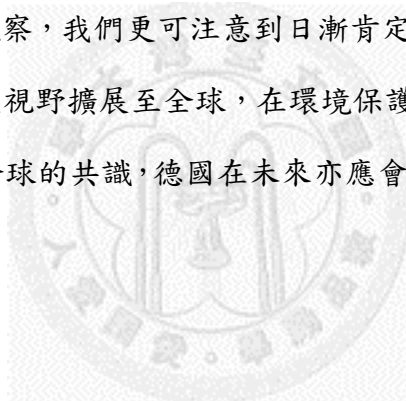 察，我們更可注意到日漸肯定
視野擴展至全球，在環境保護
球的共識，德國在未來亦應會